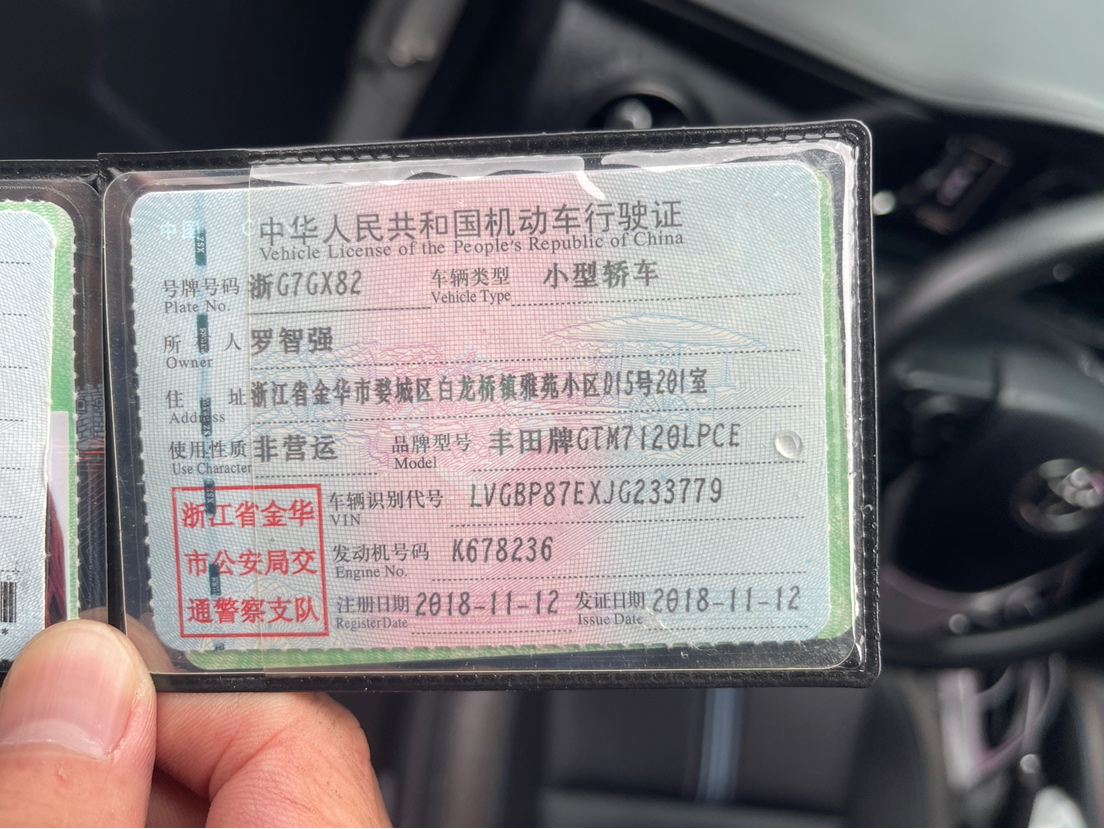 中华人民共和国机动车行驶证
Vehicle License of the People's Republic of China
号牌号码 浙G7GX82 车辆类型 小型轿车
Plate No. Vehicle Type
所有人 罗智强
Owner
住址 浙江省金华市婺城区白龙桥镇雅苑小区D15号201室
Address
使用性质 非营运 品牌型号 丰田牌GTM7120LPCE
Use Character Model
浙江省金华 车辆识别代号 LVGBP87EXJG233779
VIN
市公安局交 发动机号码 K678236
Engine No.
通警察支队 注册日期 2018-11-12 发证日期 2018-11-12
Register Date Issue Date